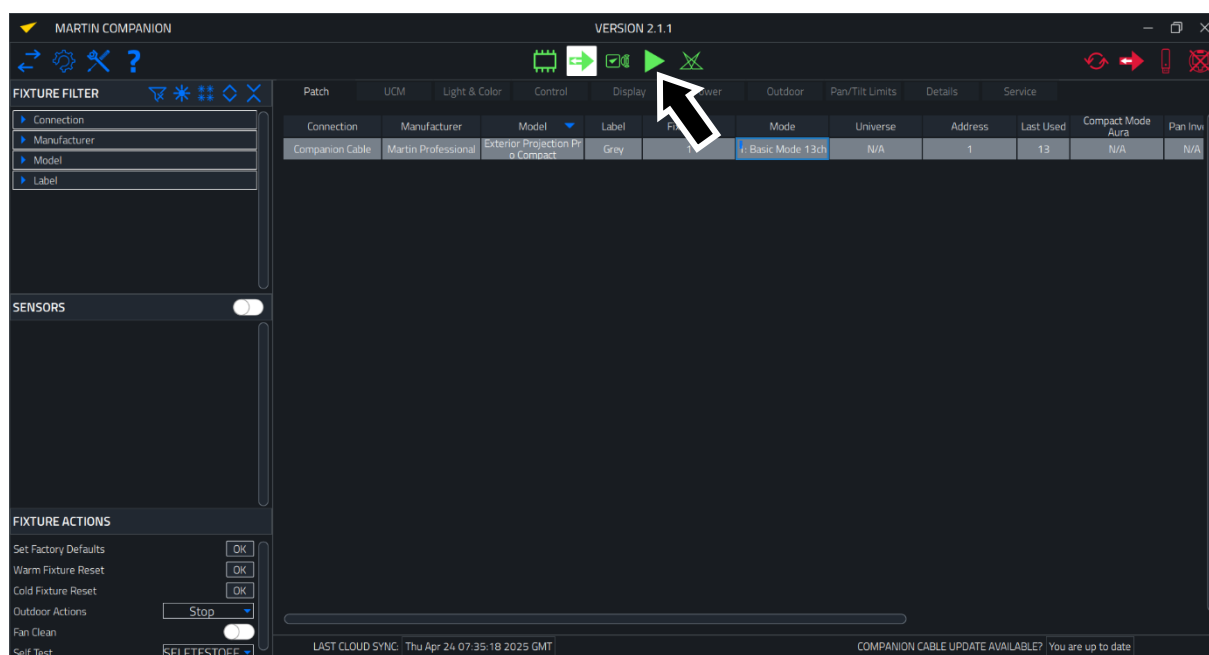 MARTIN COMPANION
VERSION 2.1.1
FIXTURE FILTER
Connection
Manufacturer
Model
Label
SENSORS
FIXTURE ACTIONS
Set Factory Defaults OK
Warm Fixture Reset OK
Cold Fixture Reset OK
Outdoor Actions Stop
Fan Clean
Self Test SELFTESTOFF
Patch UCM Light & Color Control Display Outdoor Pan/Tilt Limits Details Service
Connection Manufacturer Model Label Mode Universe Address Last Used Compact Mode Aura Pan Inv
Companion Cable Martin Professional Exterior Projection Pro Compact Grey 1 Basic Mode 13ch N/A 1 13 N/A N/A
LAST CLOUD SYNC: Thu Apr 24 07:35:18 2025 GMT
COMPANION CABLE UPDATE AVAILABLE? You are up to date